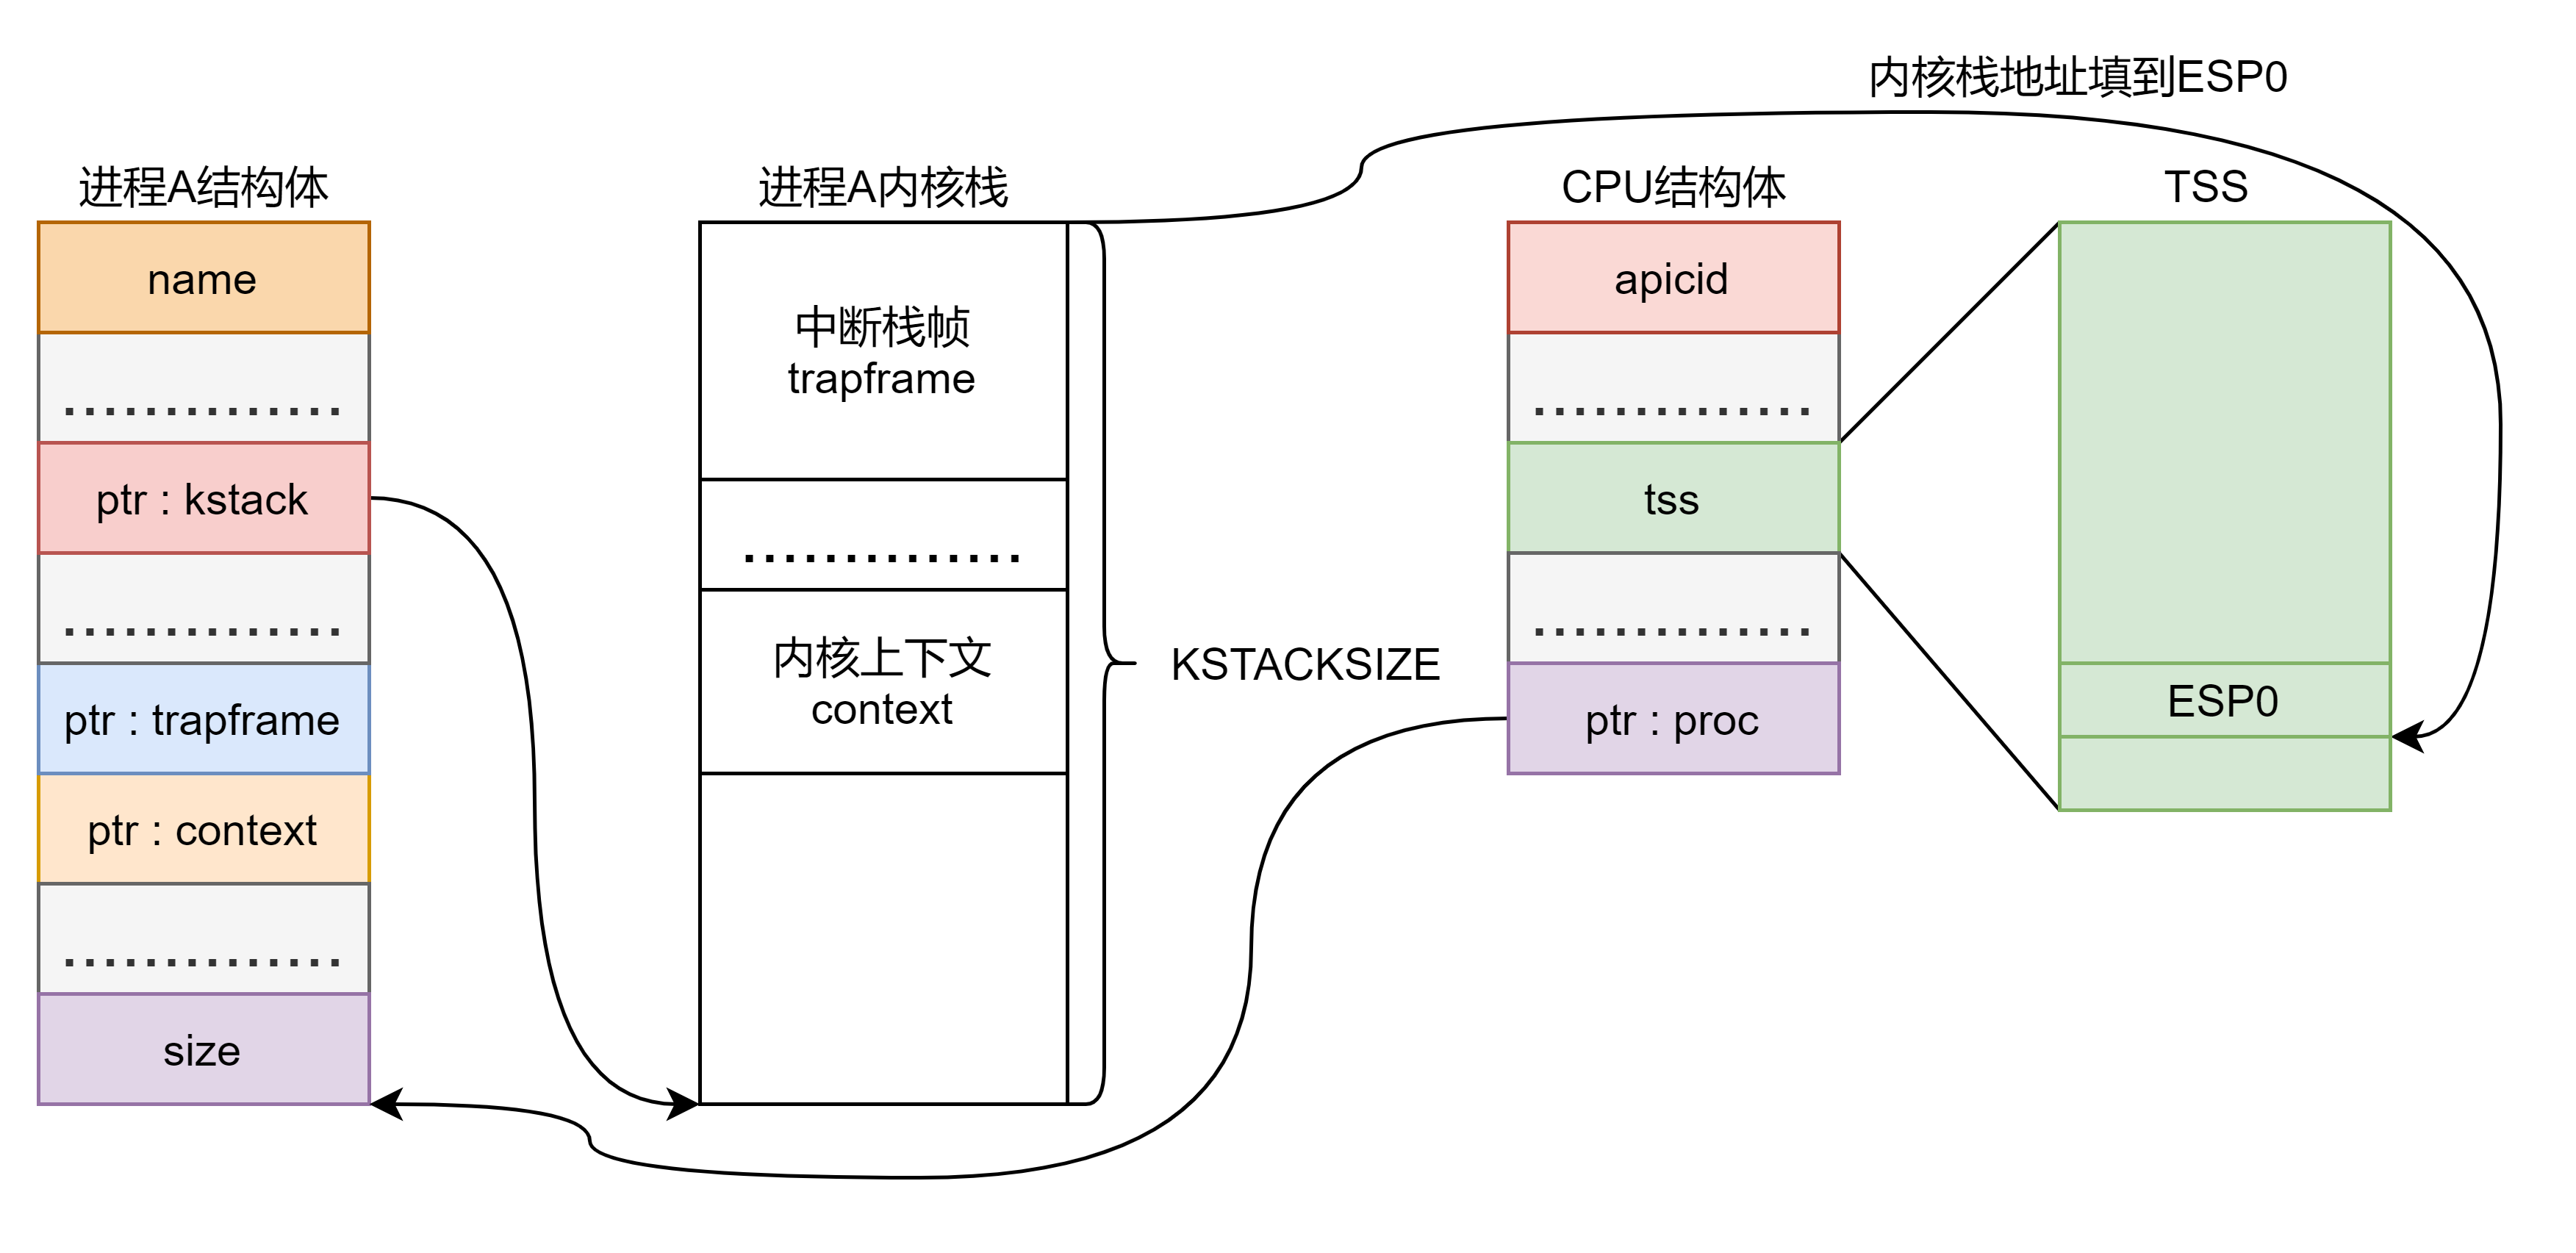 内核栈地址填到ESP0
进程A结构体
name
..............
ptr : kstack
..............
ptr : trapframe
ptr : context
..............
size
进程A内核栈
中断栈帧
trapframe
..............
内核上下文
context
KSTACKSIZE
CPU结构体
apicid
..............
tss
..............
ptr : proc
TSS
ESP0